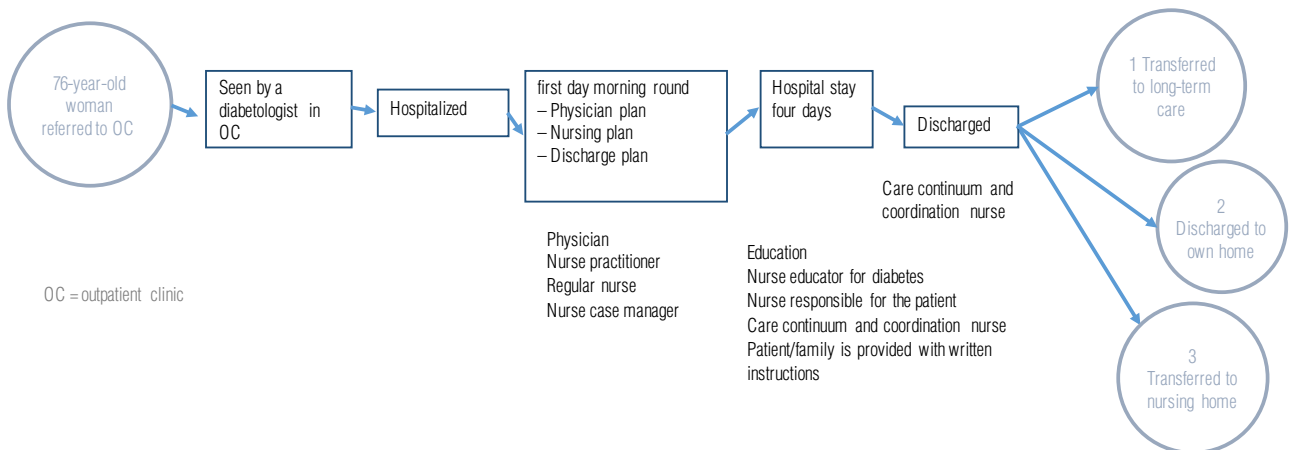 76-year-old
woman
referred to OC
Seen by a
diabetologist in
OC
Hospitalized
first day morning round
– Physician plan
– Nursing plan
– Discharge plan
Hospital stay
four days
Discharged
1 Transferred
to long-term
care
2
Discharged to
own home
3
Transferred to
nursing home
Care continuum and
coordination nurse
Physician
Nurse practitioner
Regular nurse
Nurse case manager
Education
Nurse educator for diabetes
Nurse responsible for the patient
Care continuum and coordination nurse
Patient/family is provided with written
instructions
OC = outpatient clinic